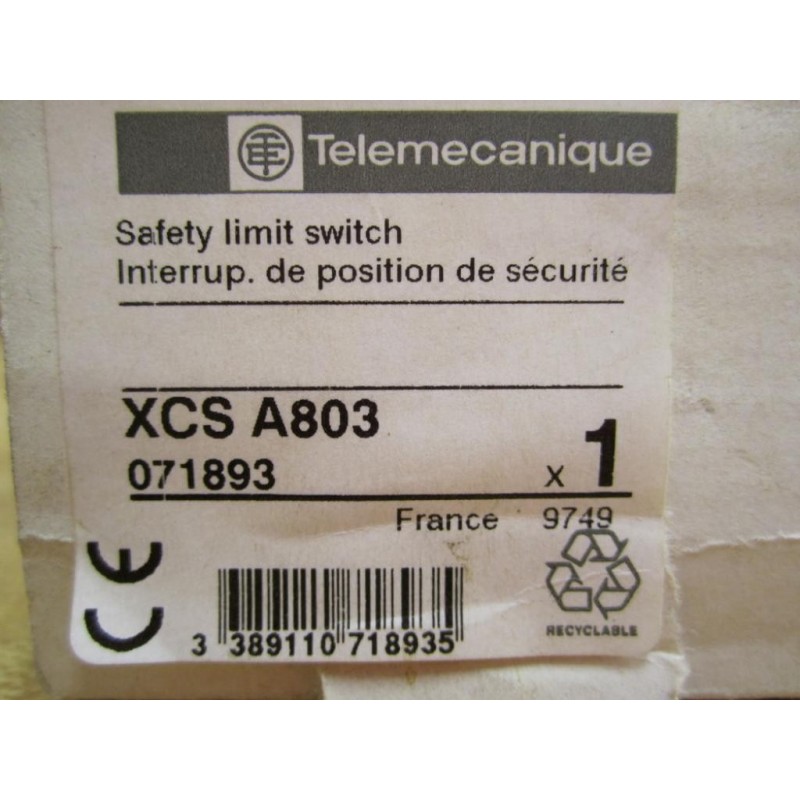 Telemecanique
Safety limit switch
Interrup. de position de sécurité
XCS A803
071893 x 1
France 9749
CE
3 389110 718935
RECYCLABLE